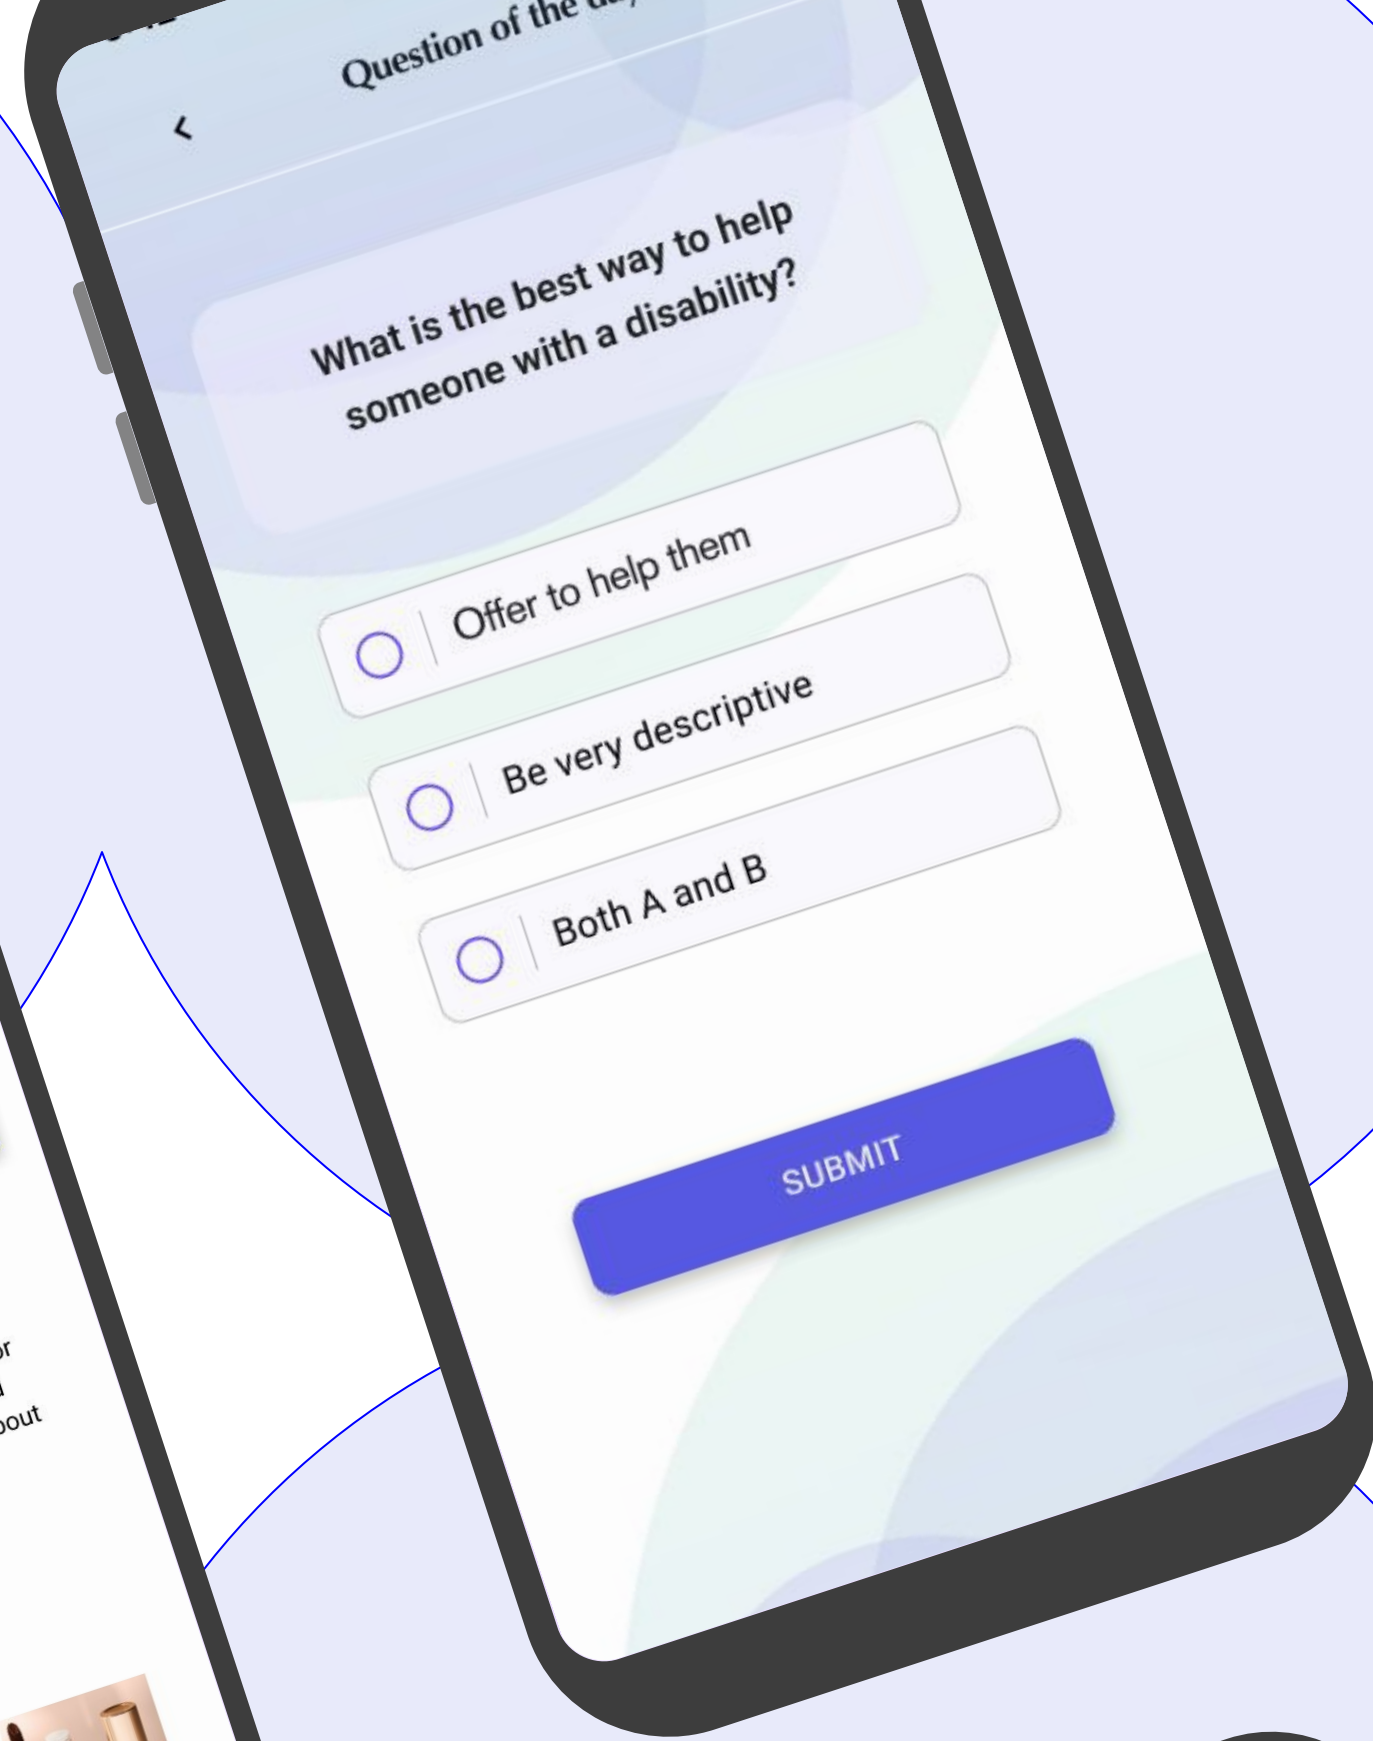 Question of the day
What is the best way to help
someone with a disability?
Offer to help them
Be very descriptive
Both A and B
SUBMIT